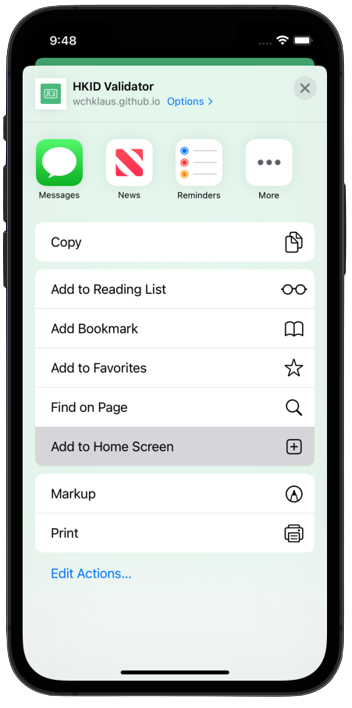 9:48
HKID Validator
wchklaus.github.io Options >
Messages News Reminders More
Copy
Add to Reading List
Add Bookmark
Add to Favorites
Find on Page
Add to Home Screen
Markup
Print
Edit Actions...